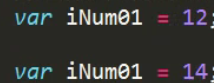 var iNum01 = 12;
var iNum01 = 14;